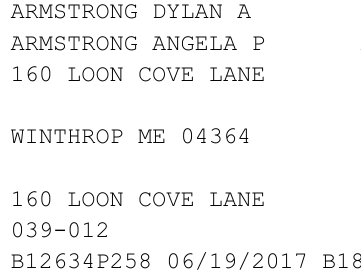 ARMSTRONG DYLAN A
ARMSTRONG ANGELA P
160 LOON COVE LANE
WINTHROP ME 04364
160 LOON COVE LANE
039-012
B12634P258 06/19/2017 B18